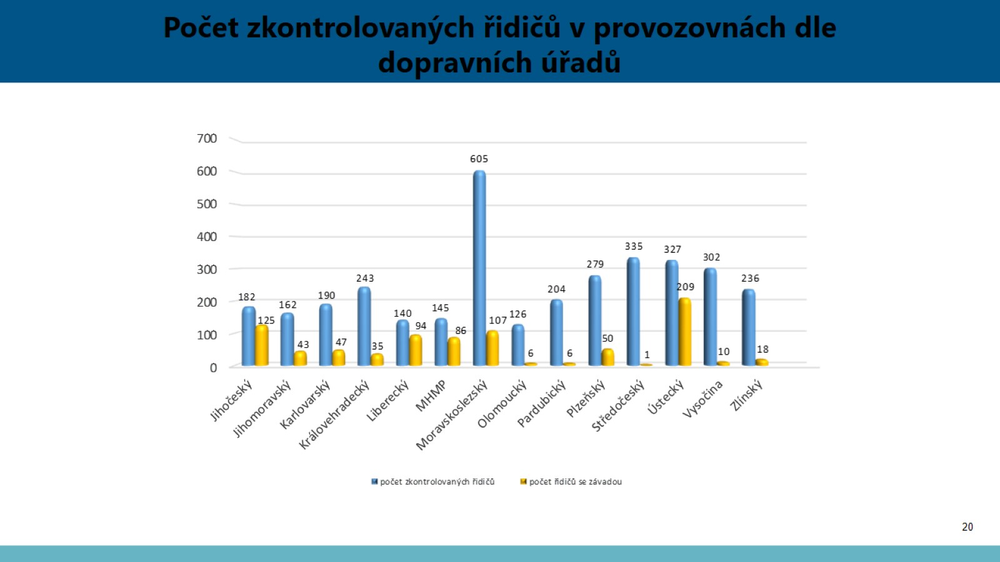 Počet zkontrolovaných řidičů v provozovnách dle
dopravních úřadů
700
600
500
400
300
200
100
0
182
125
162
43
190
47
243
35
140
94
145
86
605
107
126
6
204
6
279
50
335
1
327
209
302
10
236
18
Jihočeský
Jihomoravský
Karlovarský
Královehradecký
Liberecký
MHMP
Moravskoslezský
Olomoucký
Pardubický
Plzeňský
Středočeský
Ústecký
Vysočina
Zlínský
počet zkontrolovaných řidičů
počet řidičů se závadou
20